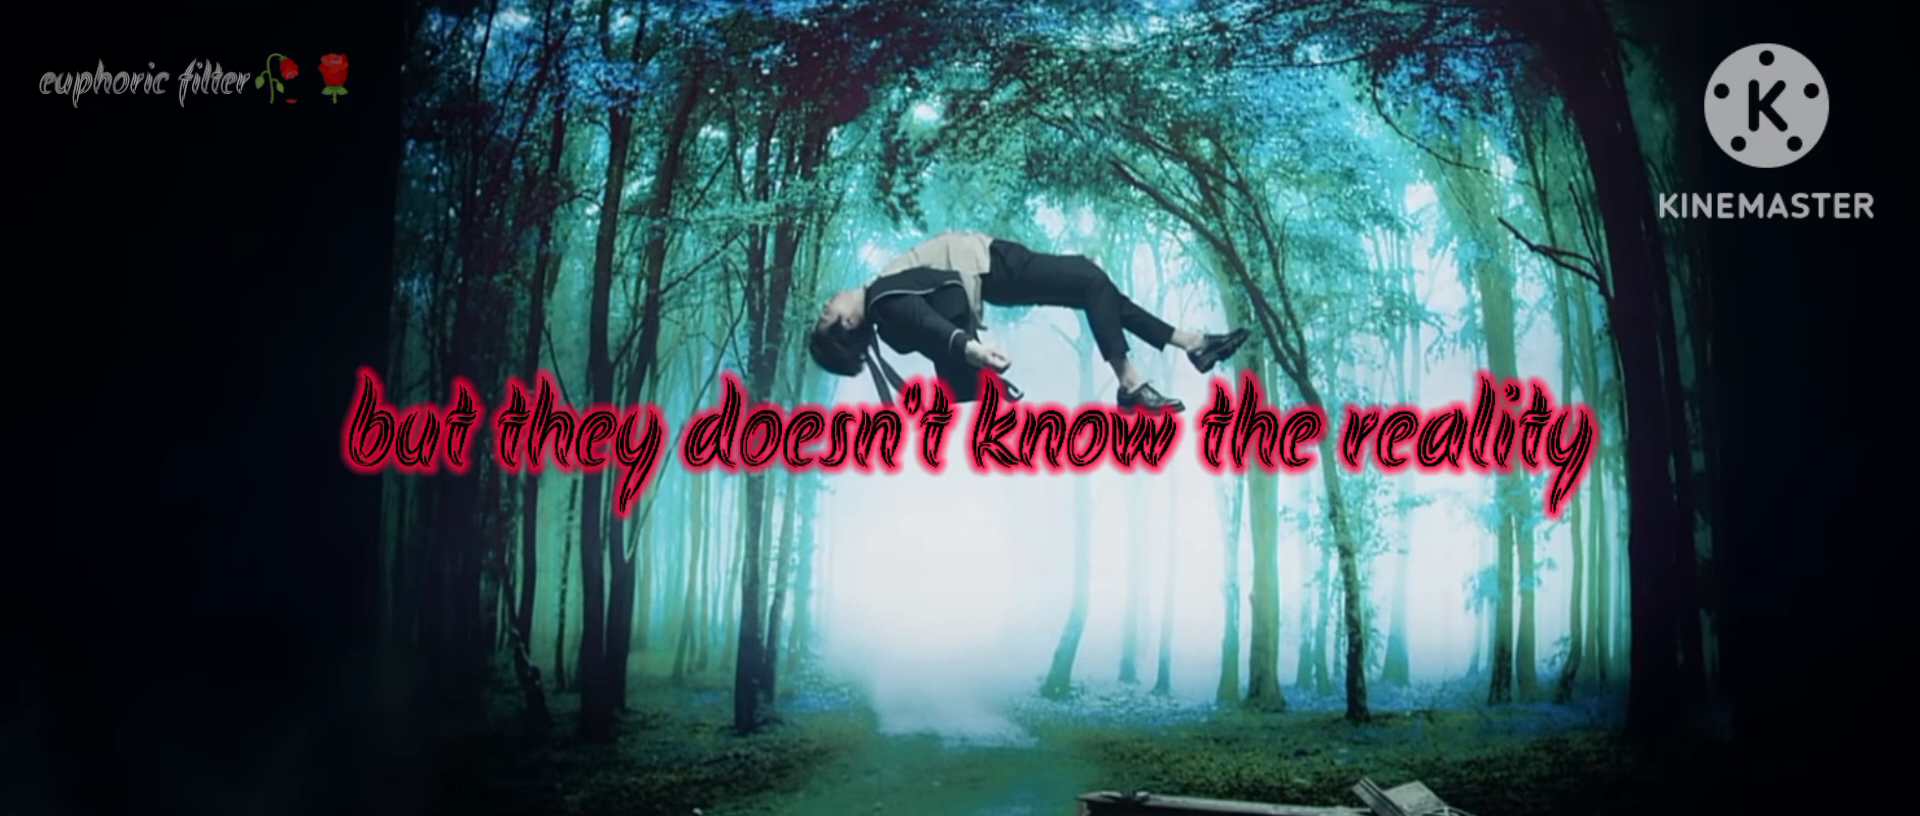 euphoric filter🥀🌹
K
KINEMASTER
but they doesn't know the reality